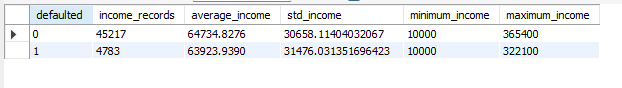 defaulted income_records average_income std_income minimum_income maximum_income
0 45217 64734.8276 30658.11404032067 10000 365400
1 4783 63923.9390 31476.031351696423 10000 322100